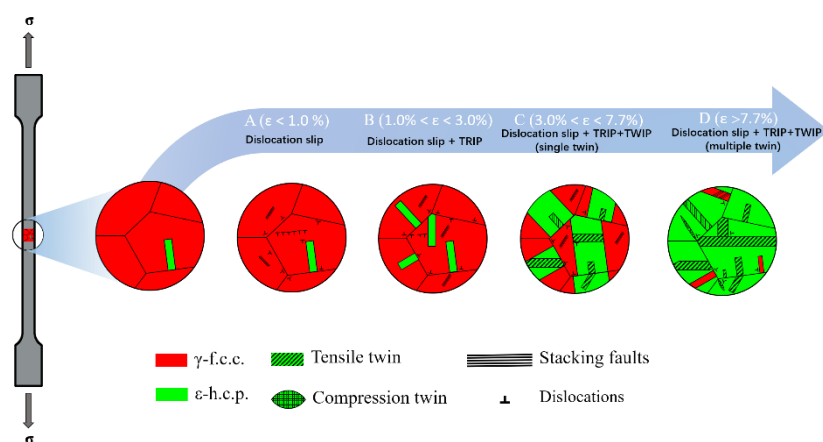 σ
A (ε < 1.0 %)
Dislocation slip
B (1.0% < ε < 3.0%)
Dislocation slip + TRIP
C (3.0% < ε < 7.7%)
Dislocation slip + TRIP+TWIP
(single twin)
D (ε >7.7%)
Dislocation slip + TRIP+TWIP
(multiple twin)
γ-f.c.c.
Tensile twin
Stacking faults
ε-h.c.p.
Compression twin
Dislocations
σ